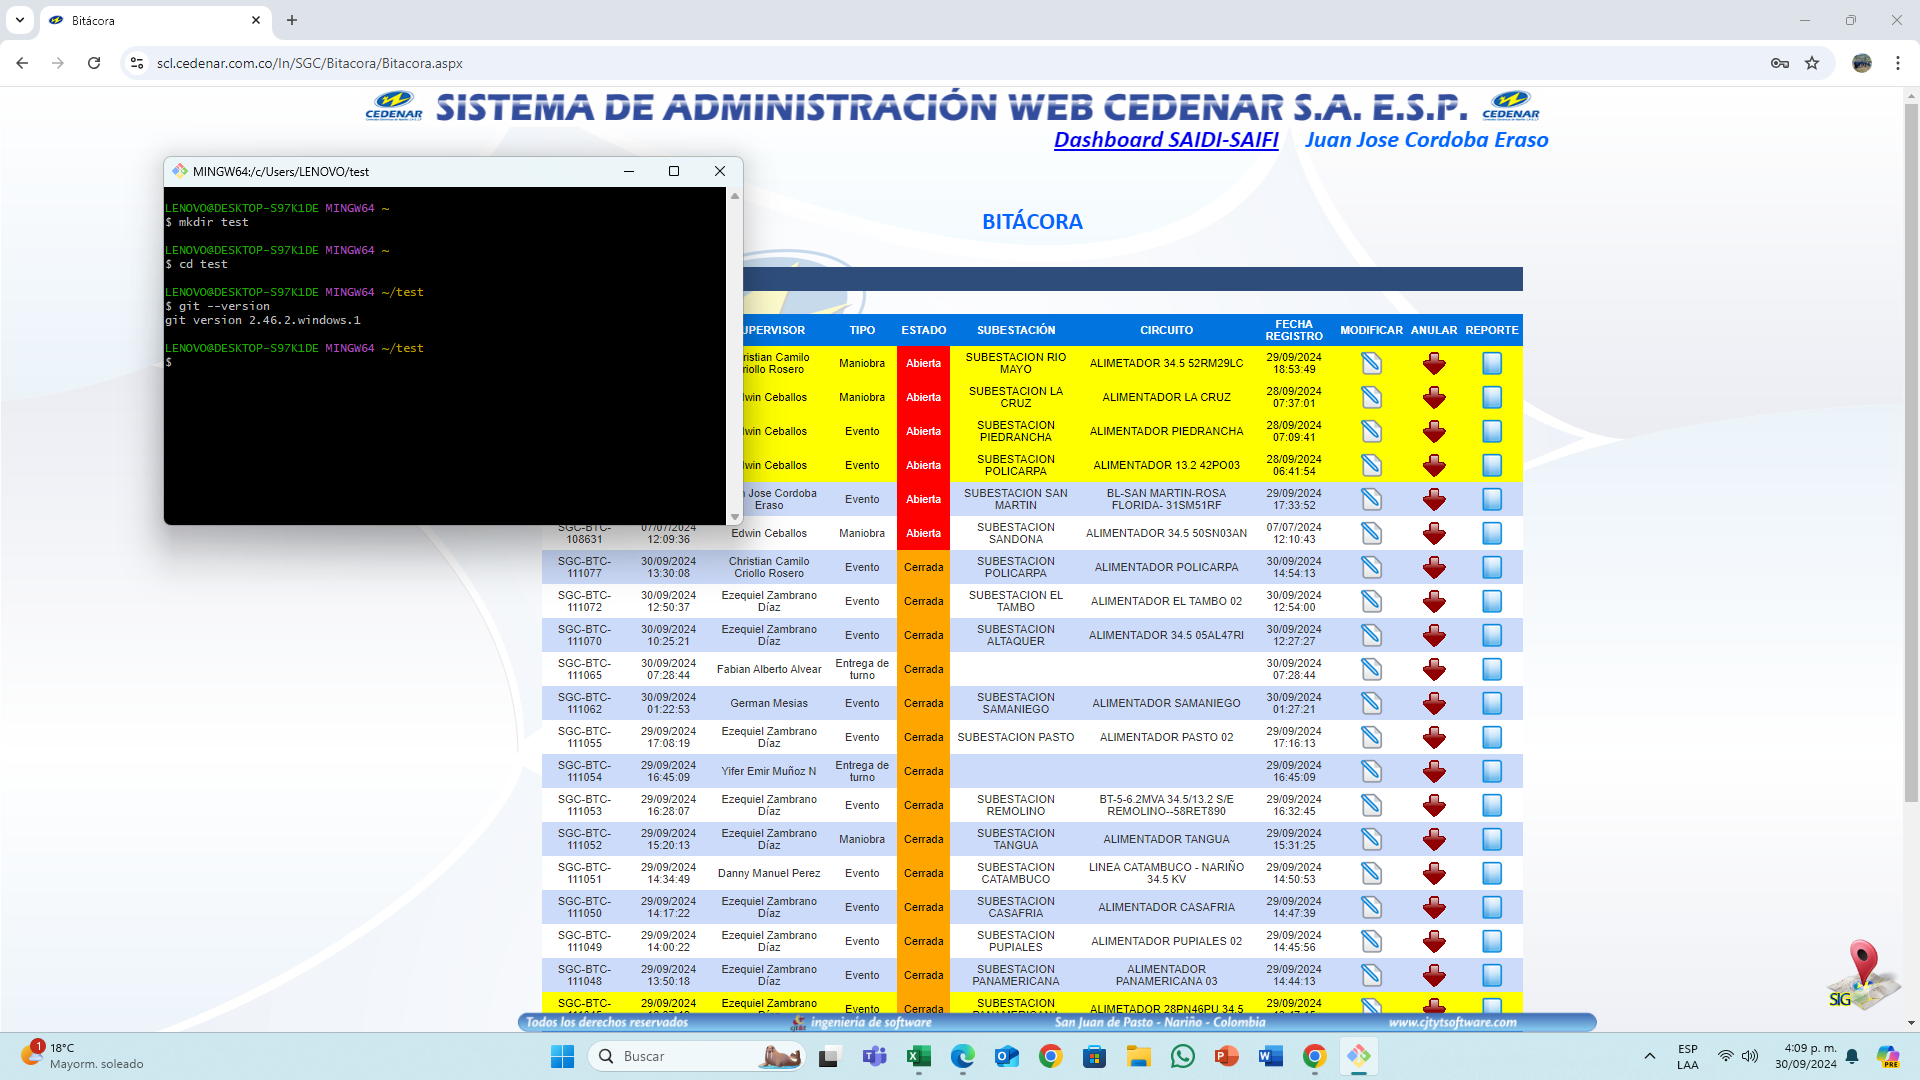 Bitácora
scl.cedenar.com.co/In/SGC/Bitacora/Bitacora.aspx
CEDENAR
SISTEMA DE ADMINISTRACIÓN WEB CEDENAR S.A. E.S.P.
CEDENAR
Dashboard SAIDI-SAIFI
Juan Jose Cordoba Eraso
BITÁCORA
MINGW64:/c/Users/LENOVO/test
LENOVO@DESKTOP-S97K1DE MINGW64 ~
$ mkdir test
LENOVO@DESKTOP-S97K1DE MINGW64 ~
$ cd test
LENOVO@DESKTOP-S97K1DE MINGW64 ~/test
$ git --version
git version 2.46.2.windows.1
LENOVO@DESKTOP-S97K1DE MINGW64 ~/test
$
UPERVISOR TIPO ESTADO SUBESTACIÓN CIRCUITO FECHA REGISTRO MODIFICAR ANULAR REPORTE
ristian Camilo riollo Rosero Maniobra Abierta SUBESTACION RIO MAYO ALIMETADOR 34.5 52RM29LC 29/09/2024 18:53:49
dwin Ceballos Maniobra Abierta SUBESTACION LA CRUZ ALIMENTADOR LA CRUZ 28/09/2024 07:37:01
dwin Ceballos Evento Abierta SUBESTACION PIEDRANCHA ALIMENTADOR PIEDRANCHA 28/09/2024 07:09:41
dwin Ceballos Evento Abierta SUBESTACION POLICARPA ALIMENTADOR 13.2 42PO03 28/09/2024 06:41:54
n Jose Cordoba Eraso Evento Abierta SUBESTACION SAN MARTIN BL-SAN MARTIN-ROSA FLORIDA- 31SM51RF 29/09/2024 17:33:52
SGC-BTC-108631 07/07/2024 12:09:36 Edwin Ceballos Maniobra Abierta SUBESTACION SANDONA ALIMENTADOR 34.5 50SN03AN 07/07/2024 12:10:43
SGC-BTC-111077 30/09/2024 13:30:08 Christian Camilo Criollo Rosero Evento Cerrada SUBESTACION POLICARPA ALIMENTADOR POLICARPA 30/09/2024 14:54:13
SGC-BTC-111072 30/09/2024 12:50:37 Ezequiel Zambrano Díaz Evento Cerrada SUBESTACION EL TAMBO ALIMENTADOR EL TAMBO 02 30/09/2024 12:54:00
SGC-BTC-111070 30/09/2024 10:25:21 Ezequiel Zambrano Díaz Evento Cerrada SUBESTACION ALTAQUER ALIMENTADOR 34.5 05AL47RI 30/09/2024 12:27:27
SGC-BTC-111065 30/09/2024 07:28:44 Fabian Alberto Alvear Entrega de turno Cerrada 30/09/2024 07:28:44
SGC-BTC-111062 30/09/2024 01:22:53 German Mesias Evento Cerrada SUBESTACION SAMANIEGO ALIMENTADOR SAMANIEGO 30/09/2024 01:27:21
SGC-BTC-111055 29/09/2024 17:08:19 Ezequiel Zambrano Díaz Evento Cerrada SUBESTACION PASTO ALIMENTADOR PASTO 02 29/09/2024 17:16:13
SGC-BTC-111054 29/09/2024 16:45:09 Yifer Emir Muñoz N Entrega de turno Cerrada 29/09/2024 16:45:09
SGC-BTC-111053 29/09/2024 16:28:07 Ezequiel Zambrano Díaz Evento Cerrada SUBESTACION REMOLINO BT-5-6.2MVA 34.5/13.2 S/E REMOLINO--58RET890 29/09/2024 16:32:45
SGC-BTC-111052 29/09/2024 15:20:13 Ezequiel Zambrano Díaz Maniobra Cerrada SUBESTACION TANGUA ALIMENTADOR TANGUA 29/09/2024 15:31:25
SGC-BTC-111051 29/09/2024 14:34:49 Danny Manuel Perez Evento Cerrada SUBESTACION CATAMBUCO LINEA CATAMBUCO - NARIÑO 34.5 KV 29/09/2024 14:50:53
SGC-BTC-111050 29/09/2024 14:17:22 Ezequiel Zambrano Díaz Evento Cerrada SUBESTACION CASAFRIA ALIMENTADOR CASAFRIA 29/09/2024 14:47:39
SGC-BTC-111049 29/09/2024 14:00:22 Ezequiel Zambrano Díaz Evento Cerrada SUBESTACION PUPIALES ALIMENTADOR PUPIALES 02 29/09/2024 14:45:56
SGC-BTC-111048 29/09/2024 13:50:18 Ezequiel Zambrano Díaz Evento Cerrada SUBESTACION PANAMERICANA ALIMENTADOR PANAMERICANA 03 29/09/2024 14:44:13
SGC-BTC- 29/09/2024 Ezequiel Zambrano Evento Cerrada SUBESTACION ALIMETADOR 28PN46PU 34.5 29/09/2024
SIG
Todos los derechos reservados
ingenieria de software
San Juan de Pasto - Nariño - Colombia
www.cjtytsoftware.com
1
18°C
Mayorm. soleado
Buscar
ESP
LAA
4:09 p. m.
30/09/2024
PRE